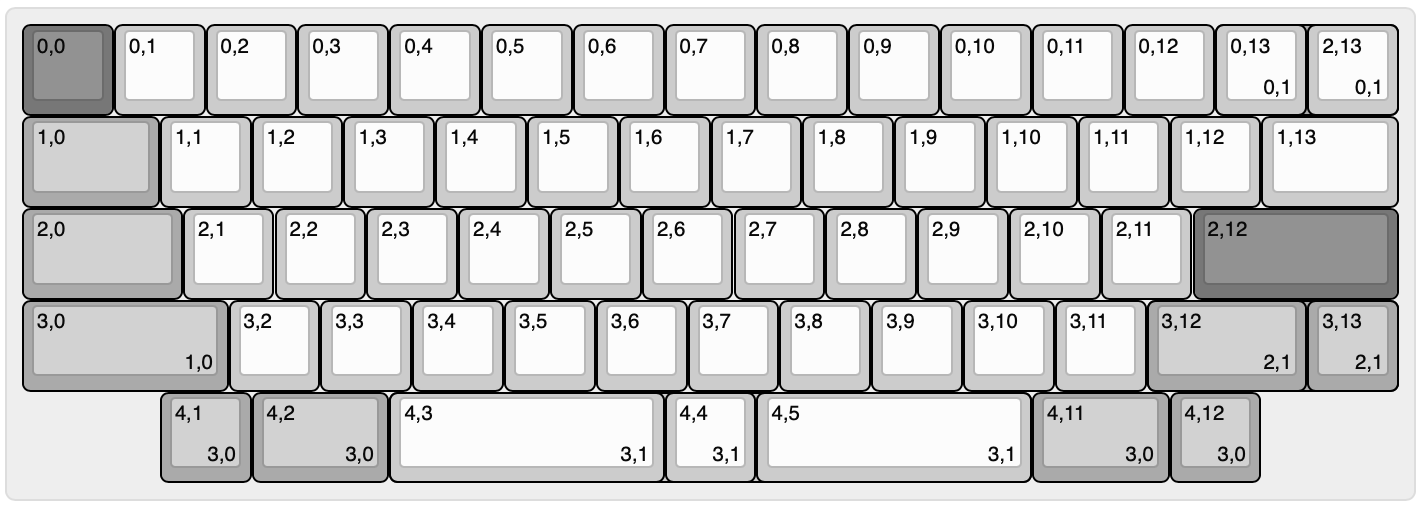 0,0 0,1 0,2 0,3 0,4 0,5 0,6 0,7 0,8 0,9 0,10 0,11 0,12 0,13 2,13
0,1 0,1
1,0 1,1 1,2 1,3 1,4 1,5 1,6 1,7 1,8 1,9 1,10 1,11 1,12 1,13
2,0 2,1 2,2 2,3 2,4 2,5 2,6 2,7 2,8 2,9 2,10 2,11 2,12
3,0 3,2 3,3 3,4 3,5 3,6 3,7 3,8 3,9 3,10 3,11 3,12 3,13
1,0 2,1 2,1
4,1 4,2 4,3 4,4 4,5 4,11 4,12
3,0 3,0 3,1 3,1 3,1 3,0 3,0